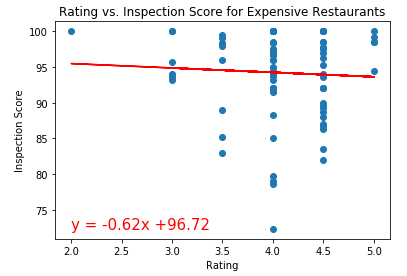 Rating vs. Inspection Score for Expensive Restaurants
100
95
90
85
80
75
Inspection Score
y = -0.62x +96.72
2.0 2.5 3.0 3.5 4.0 4.5 5.0
Rating